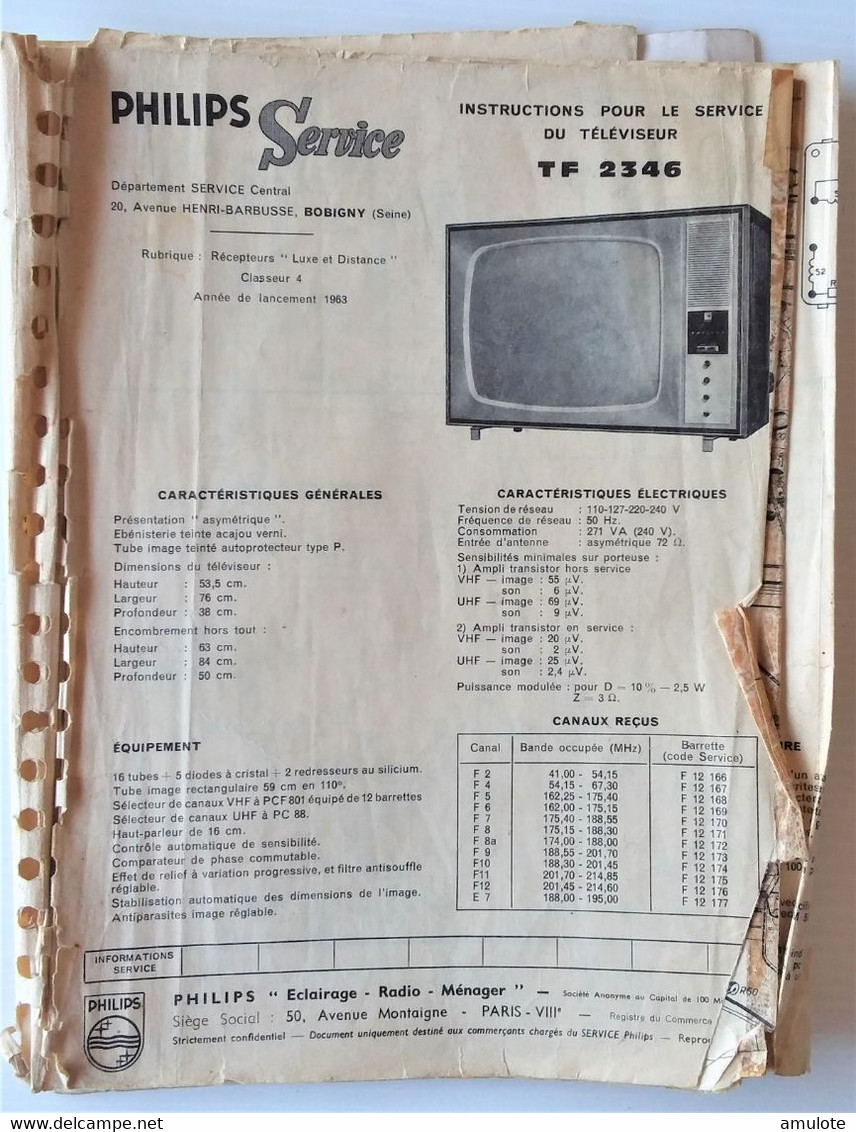 PHILIPS Service
Département SERVICE Central
20, Avenue HENRI-BARBUSSE, BOBIGNY (Seine)
Rubrique : Récepteurs " Luxe et Distance "
Classeur 4
Année de lancement 1963
INSTRUCTIONS POUR LE SERVICE
DU TÉLÉVISEUR
TF 2346
CARACTÉRISTIQUES GÉNÉRALES
Présentation " asymétrique ".
Ebénisterie teinte acajou verni.
Tube image teinté autoprotecteur type P.
Dimensions du téléviseur :
Hauteur : 53,5 cm.
Largeur : 76 cm.
Profondeur : 38 cm.
Encombrement hors tout :
Hauteur : 63 cm.
Largeur : 84 cm.
Profondeur : 50 cm.
ÉQUIPEMENT
16 tubes + 5 diodes à cristal + 2 redresseurs au silicium.
Tube image rectangulaire 59 cm en 110°.
Sélecteur de canaux VHF à PCF 801 équipé de 12 barrettes
Sélecteur de canaux UHF à PC 88.
Haut-parleur de 16 cm.
Contrôle automatique de sensibilité.
Comparateur de phase commutable.
Effet de relief à variation progressive, et filtre antisouffle
réglable.
Stabilisation automatique des dimensions de l'image.
Antiparasites image réglable.
CARACTÉRISTIQUES ÉLECTRIQUES
Tension de réseau : 110-127-220-240 V
Fréquence de réseau : 50 Hz.
Consommation : 271 VA (240 V).
Entrée d'antenne : asymétrique 72 Ω.
Sensibilités minimales sur porteuse :
1) Ampli transistor hors service
VHF — image : 55 µV.
son : 6 µV.
UHF — image : 69 µV.
son : 9 µV.
2) Ampli transistor en service :
VHF — image : 20 µV.
son : 2 µV.
UHF — image : 25 µV.
son : 2,4 µV.
Puissance modulée : pour D = 10 % — 2,5 W
Z = 3 Ω.
CANAUX REÇUS
Canal Bande occupée (MHz) Barrette
(code Service)
F 2 41,00 - 54,15 F 12 166
F 4 54,15 - 67,30 F 12 167
F 5 162,25 - 175,40 F 12 168
F 6 162,00 - 175,15 F 12 169
F 7 175,40 - 188,55 F 12 170
F 8 175,15 - 188,30 F 12 171
F 8a 174,00 - 188,00 F 12 172
F 9 188,55 - 201,70 F 12 173
F10 188,30 - 201,45 F 12 174
F11 201,70 - 214,85 F 12 175
F12 201,45 - 214,60 F 12 176
E 7 188,00 - 195,00 F 12 177
INFORMATIONS
SERVICE
PHILIPS
PHILIPS " Eclairage - Radio - Ménager " — Société Anonyme au Capital de 100
Siège Social : 50, Avenue Montaigne - PARIS - VIIIe — Registre du Commerce
Strictement confidentiel — Document uniquement destiné aux commerçants chargés du SERVICE Philips —
S2
R60
delcampe.net
amulote